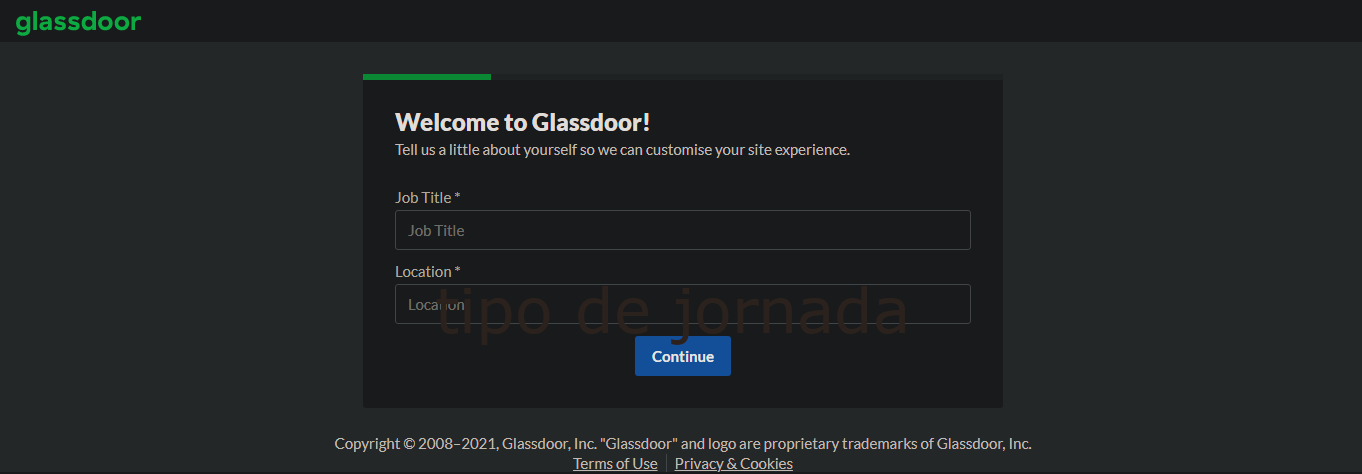 glassdoor
Welcome to Glassdoor!
Tell us a little about yourself so we can customise your site experience.
Job Title *
Job Title
Location *
Location
tipo de jornada
Continue
Copyright © 2008–2021, Glassdoor, Inc. "Glassdoor" and logo are proprietary trademarks of Glassdoor, Inc.
Terms of Use Privacy & Cookies